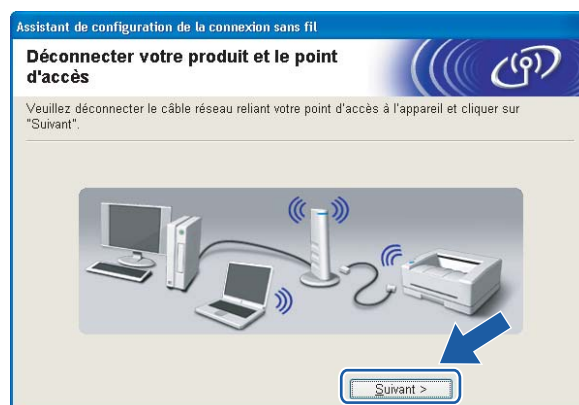 Assistant de configuration de la connexion sans fil
Déconnecter votre produit et le point
d'accès
Veuillez déconnecter le câble réseau reliant votre point d'accès à l'appareil et cliquer sur
"Suivant".
Suivant >